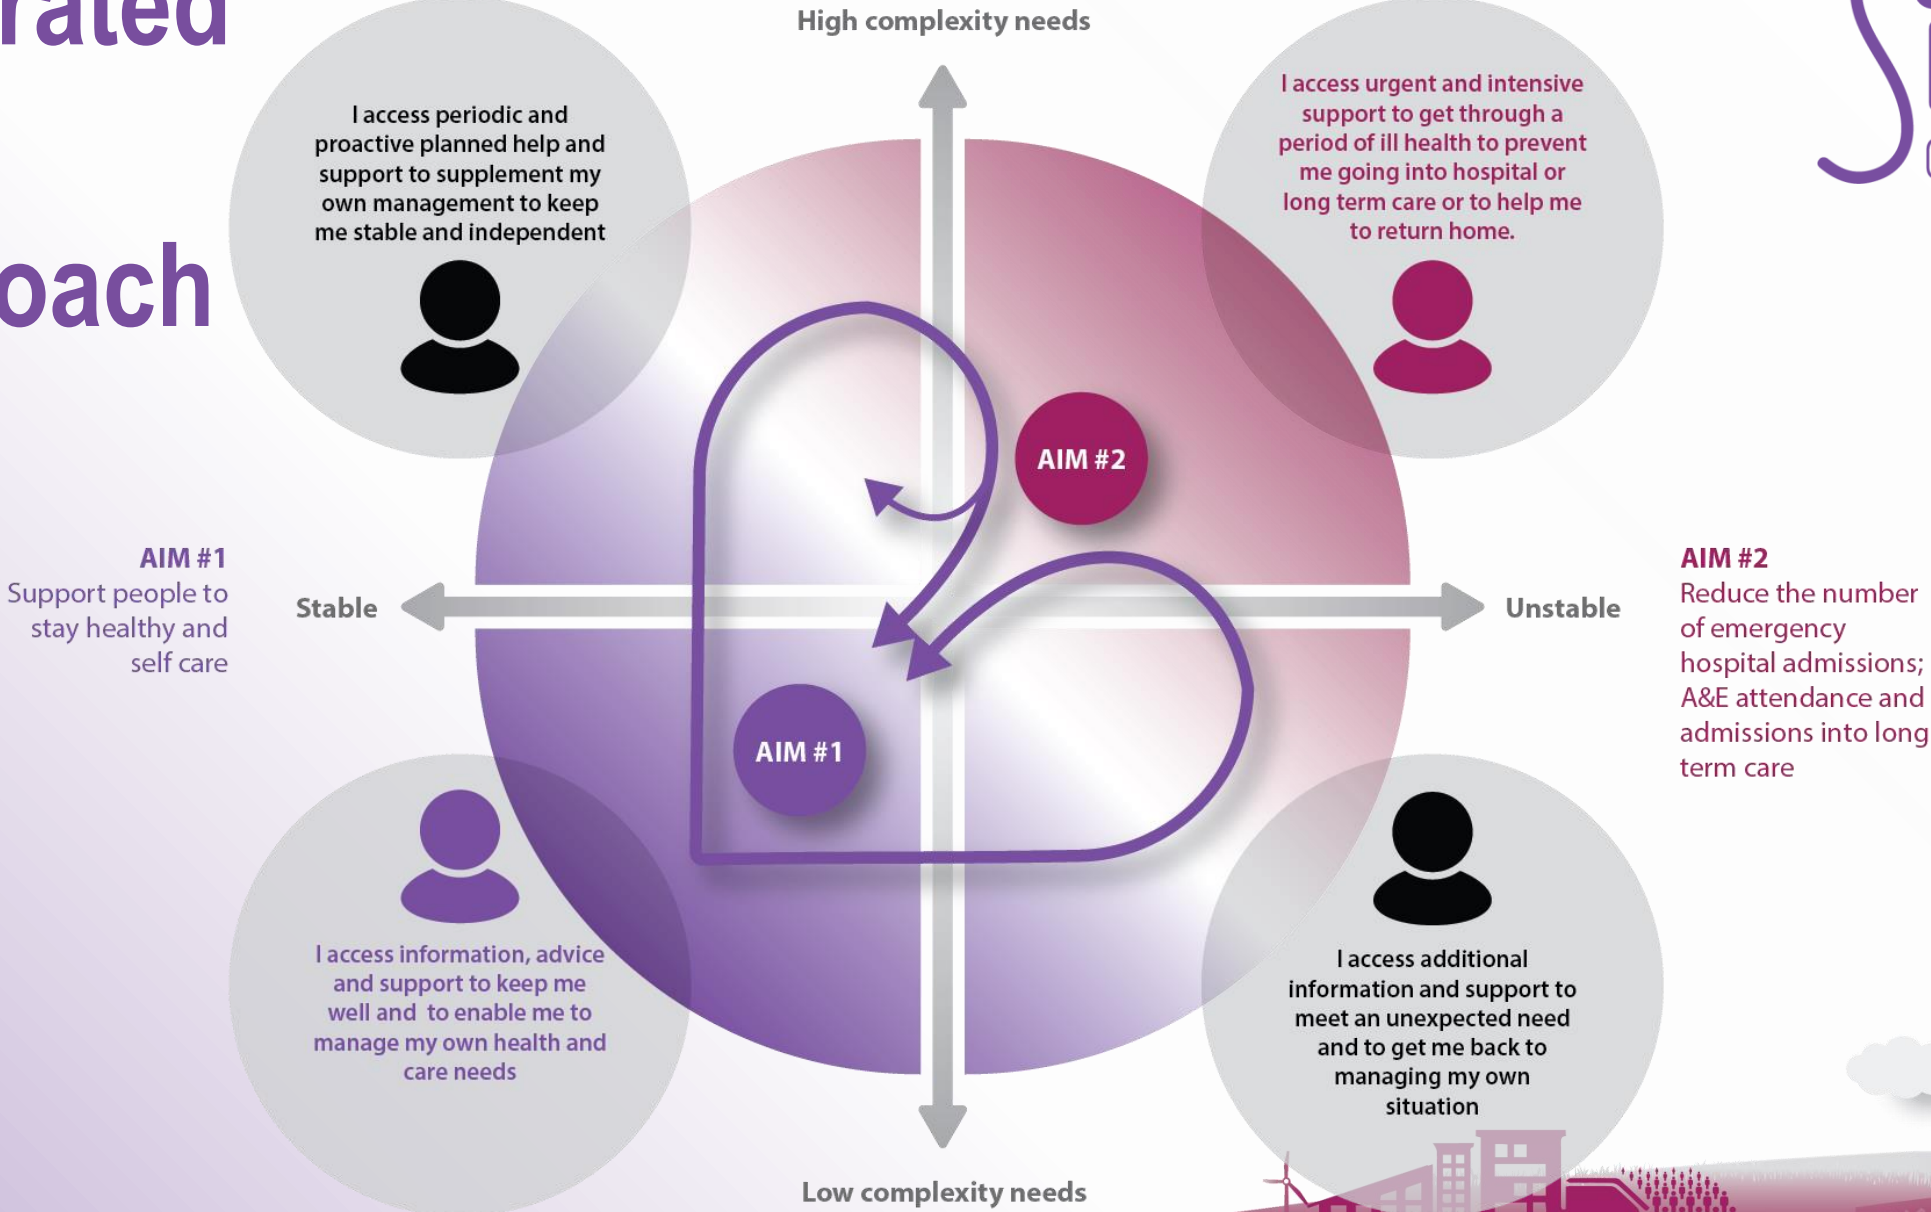 rated
oach
High complexity needs
I access periodic and
proactive planned help and
support to supplement my
own management to keep
me stable and independent
I access urgent and intensive
support to get through a
period of ill health to prevent
me going into hospital or
long term care or to help me
to return home.
AIM #2
AIM #1
Support people to
stay healthy and
self care
Stable
Unstable
AIM #2
Reduce the number
of emergency
hospital admissions;
A&E attendance and
admissions into long
term care
AIM #1
I access information, advice
and support to keep me
well and  to enable me to
manage my own health and
care needs
I access additional
information and support to
meet an unexpected need
and to get me back to
managing my own
situation
Low complexity needs